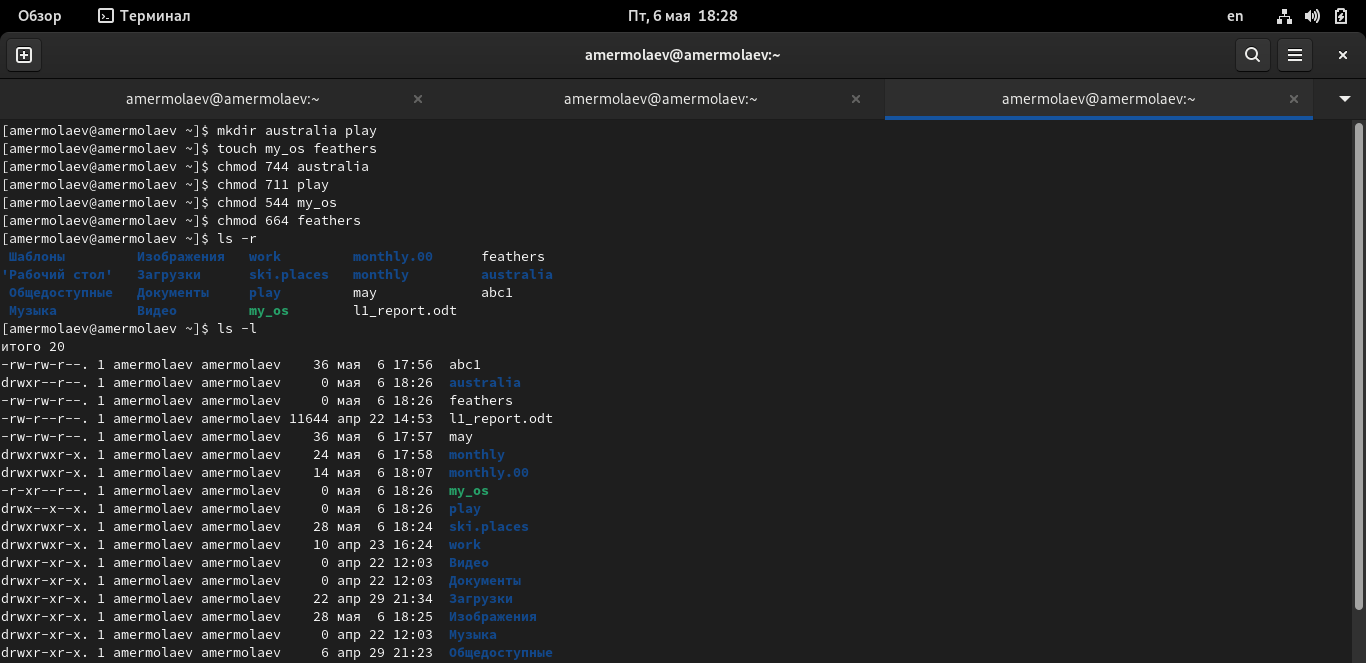 Обзор Терминал Пт, 6 мая 18:28 en
amermolaev@amermolaev:~
amermolaev@amermolaev:~ amermolaev@amermolaev:~ amermolaev@amermolaev:~
[amermolaev@amermolaev ~]$ mkdir australia play
[amermolaev@amermolaev ~]$ touch my_os feathers
[amermolaev@amermolaev ~]$ chmod 744 australia
[amermolaev@amermolaev ~]$ chmod 711 play
[amermolaev@amermolaev ~]$ chmod 544 my_os
[amermolaev@amermolaev ~]$ chmod 664 feathers
[amermolaev@amermolaev ~]$ ls -r
Шаблоны Изображения work monthly.00 feathers
'Рабочий стол' Загрузки ski.places monthly australia
Общедоступные Документы play may abc1
Музыка Видео my_os l1_report.odt
[amermolaev@amermolaev ~]$ ls -l
итого 20
-rw-rw-r--. 1 amermolaev amermolaev 36 мая 6 17:56 abc1
drwxr--r--. 1 amermolaev amermolaev 0 мая 6 18:26 australia
-rw-rw-r--. 1 amermolaev amermolaev 0 мая 6 18:26 feathers
-rw-r--r--. 1 amermolaev amermolaev 11644 апр 22 14:53 l1_report.odt
-rw-rw-r--. 1 amermolaev amermolaev 36 мая 6 17:57 may
drwxrwxr-x. 1 amermolaev amermolaev 24 мая 6 17:58 monthly
drwxrwxr-x. 1 amermolaev amermolaev 14 мая 6 18:07 monthly.00
-r-xr--r--. 1 amermolaev amermolaev 0 мая 6 18:26 my_os
drwx--x--x. 1 amermolaev amermolaev 0 мая 6 18:26 play
drwxrwxr-x. 1 amermolaev amermolaev 28 мая 6 18:24 ski.places
drwxrwxr-x. 1 amermolaev amermolaev 10 апр 23 16:24 work
drwxr-xr-x. 1 amermolaev amermolaev 0 апр 22 12:03 Видео
drwxr-xr-x. 1 amermolaev amermolaev 0 апр 22 12:03 Документы
drwxr-xr-x. 1 amermolaev amermolaev 22 апр 29 21:34 Загрузки
drwxr-xr-x. 1 amermolaev amermolaev 28 мая 6 18:25 Изображения
drwxr-xr-x. 1 amermolaev amermolaev 0 апр 22 12:03 Музыка
drwxr-xr-x. 1 amermolaev amermolaev 6 апр 29 21:23 Общедоступные